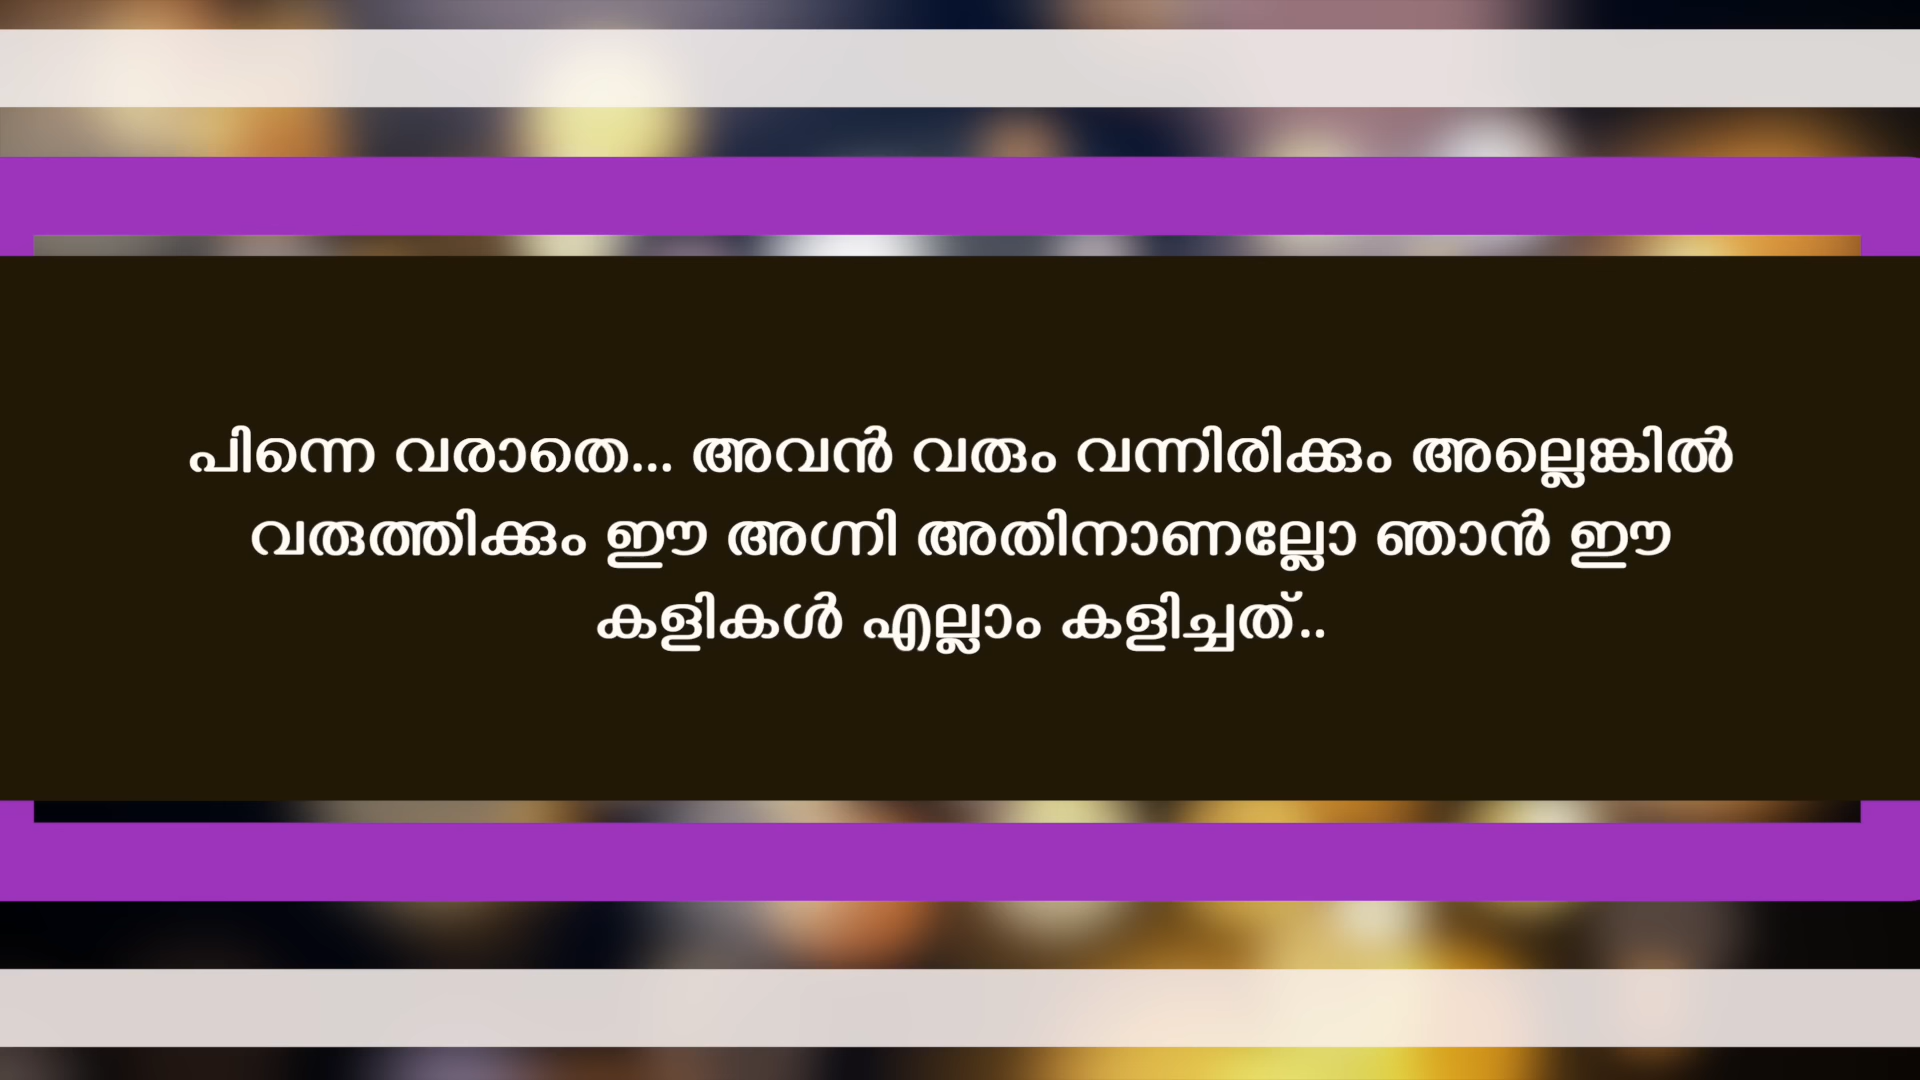 പിന്നെ വരാതെ... അവൻ വരും വന്നിരിക്കും അല്ലെങ്കിൽ
വരുത്തിക്കും ഈ അഗ്നി അതിനാണല്ലോ ഞാൻ ഈ
കളികൾ എല്ലാം കളിച്ചത്..